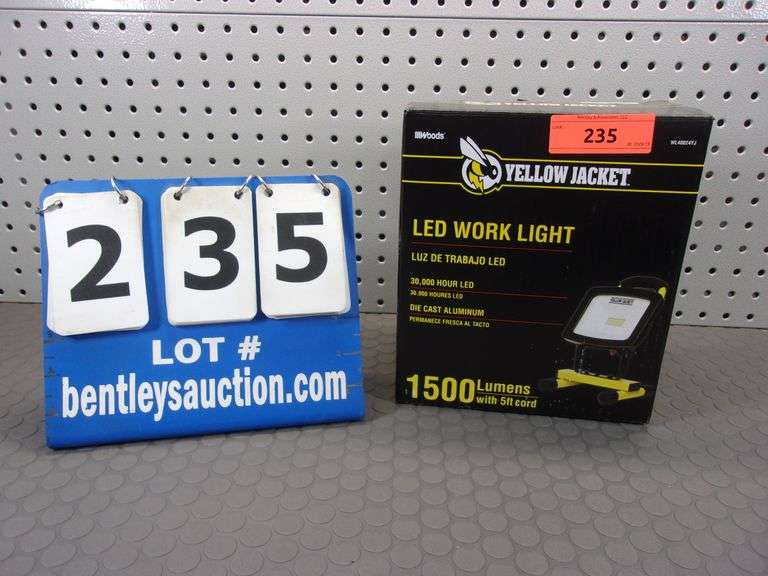 2 3 5
LOT #
bentleysauction.com
Woods
235
WL40024YJ
YELLOW JACKET
LED WORK LIGHT
LUZ DE TRABAJO LED
30,000 HOUR LED
30,000 HOURES LED
DIE CAST ALUMINUM
PERMANECE FRESCA AL TACTO
1500 Lumens
with 5ft cord